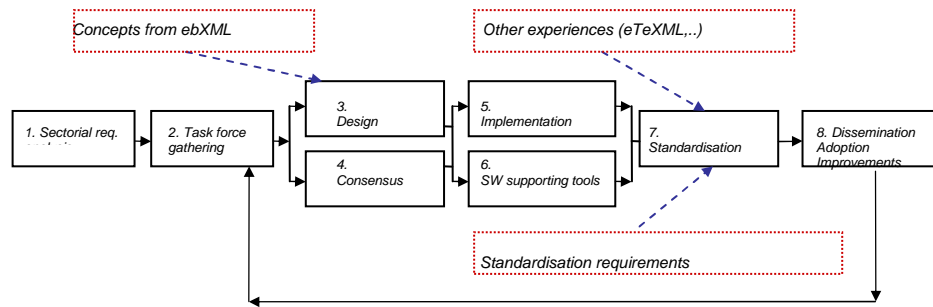 Concepts from ebXML
Other experiences (eTeXML,..)
1. Sectorial req.
2. Task force
gathering
3.
Design
4.
Consensus
5.
Implementation
6.
SW supporting tools
7.
Standardisation
8. Dissemination
Adoption
Improvements
Standardisation requirements